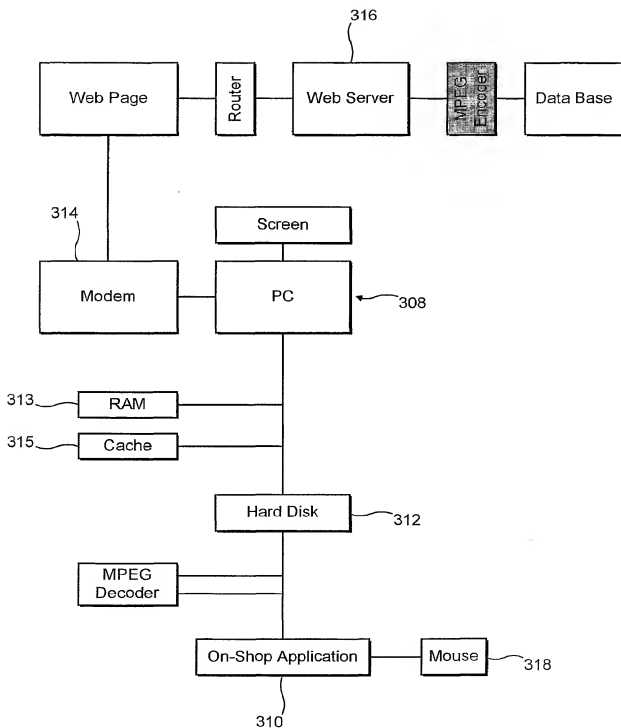 316
Web Page
Router
Web Server
MPEG
Encoder
Data Base
314
Screen
Modem
PC
308
313
RAM
315
Cache
Hard Disk
312
MPEG
Decoder
On-Shop Application
Mouse
318
310